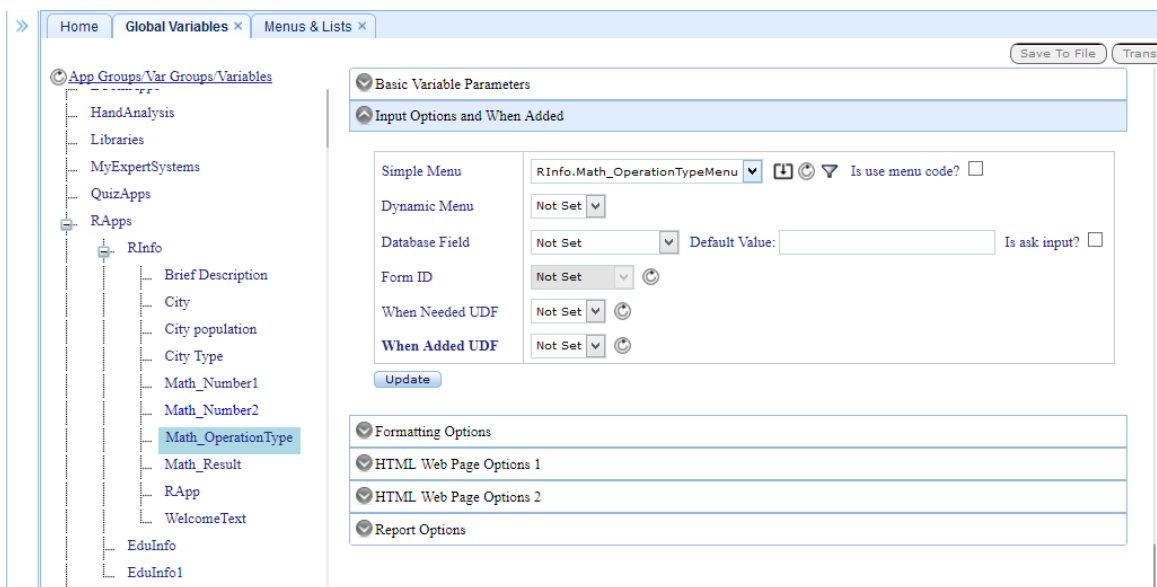 Home Global Variables × Menus & Lists ×
Save To File Trans
App Groups/Var Groups/Variables
HandAnalysis
Libraries
MyExpertSystems
QuizApps
RApps
RInfo
Brief Description
City
City population
City Type
Math_Number1
Math_Number2
Math_OperationType
Math_Result
RApp
WelcomeText
EduInfo
EduInfo1
Basic Variable Parameters
Input Options and When Added
Simple Menu RInfo.Math_OperationTypeMenu Is use menu code?
Dynamic Menu Not Set
Database Field Not Set Default Value: Is ask input?
Form ID Not Set
When Needed UDF Not Set
When Added UDF Not Set
Update
Formatting Options
HTML Web Page Options 1
HTML Web Page Options 2
Report Options